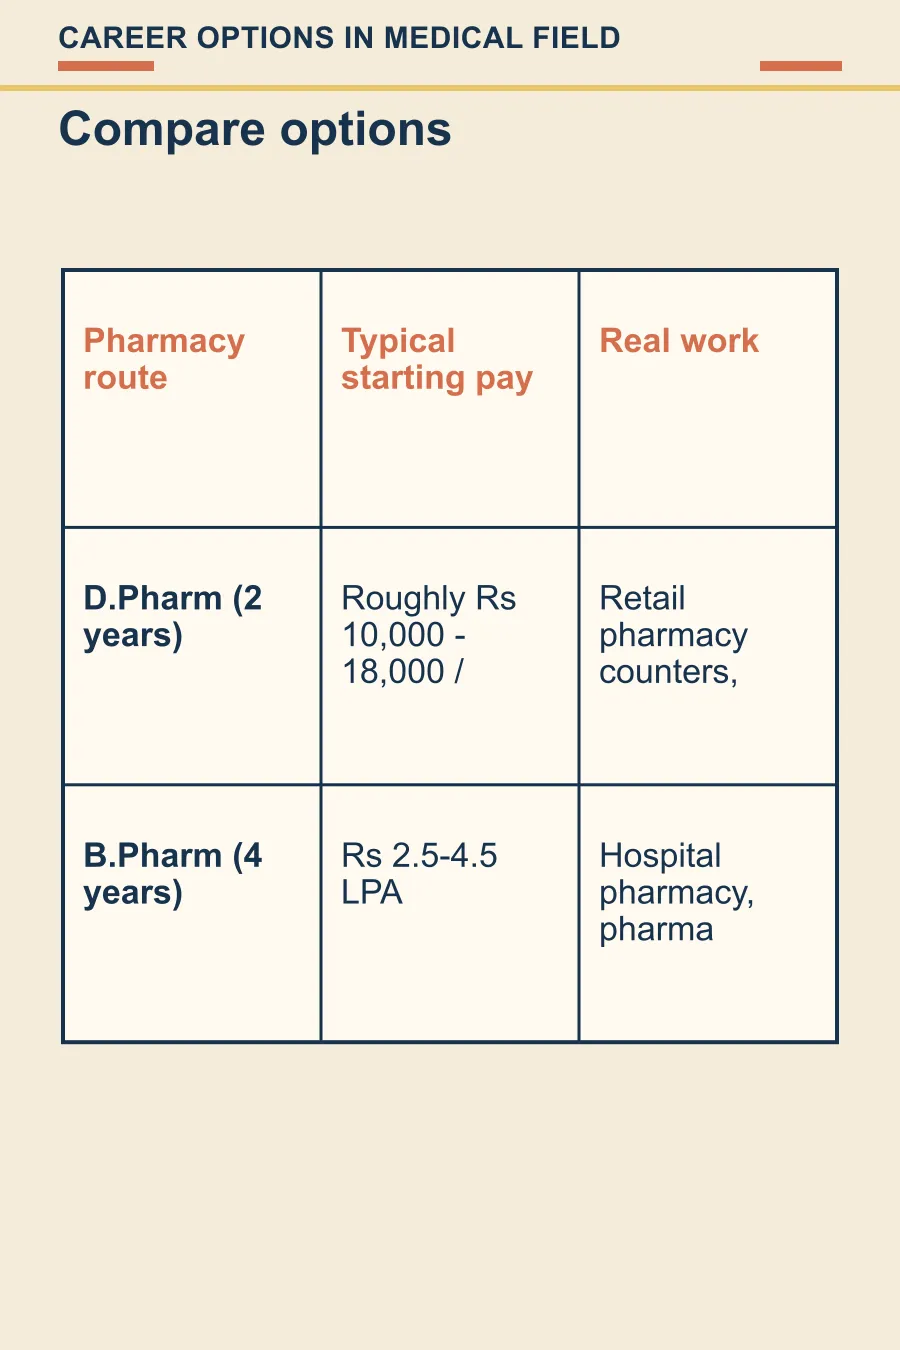 CAREER OPTIONS IN MEDICAL FIELD
Compare options
Pharmacy
route
Typical
starting pay
Real work
D.Pharm (2
years)
Roughly Rs
10,000 -
18,000 /
Retail
pharmacy
counters,
B.Pharm (4
years)
Rs 2.5-4.5
LPA
Hospital
pharmacy,
pharma